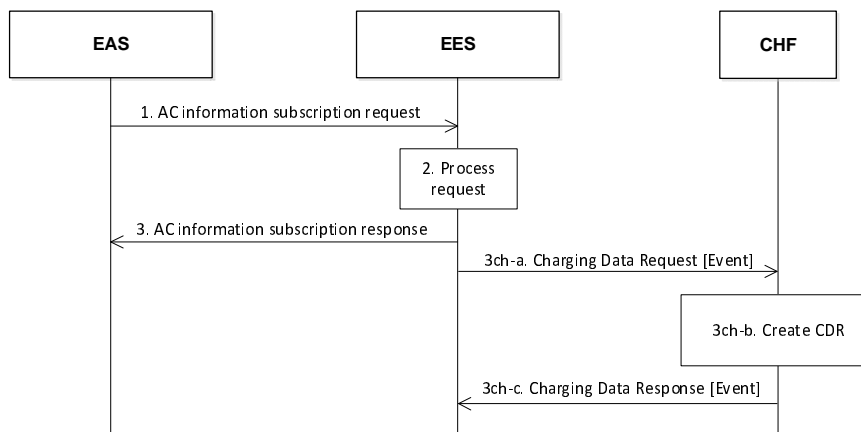 EAS
EES
CHF
1. AC information subscription request
2. Process
request
3. AC information subscription response
3ch-a. Charging Data Request [Event]
3ch-b. Create CDR
3ch-c. Charging Data Response [Event]